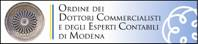 Ordine dei
Dottori Commercialisti
e degli Esperti Contabili
di Modena